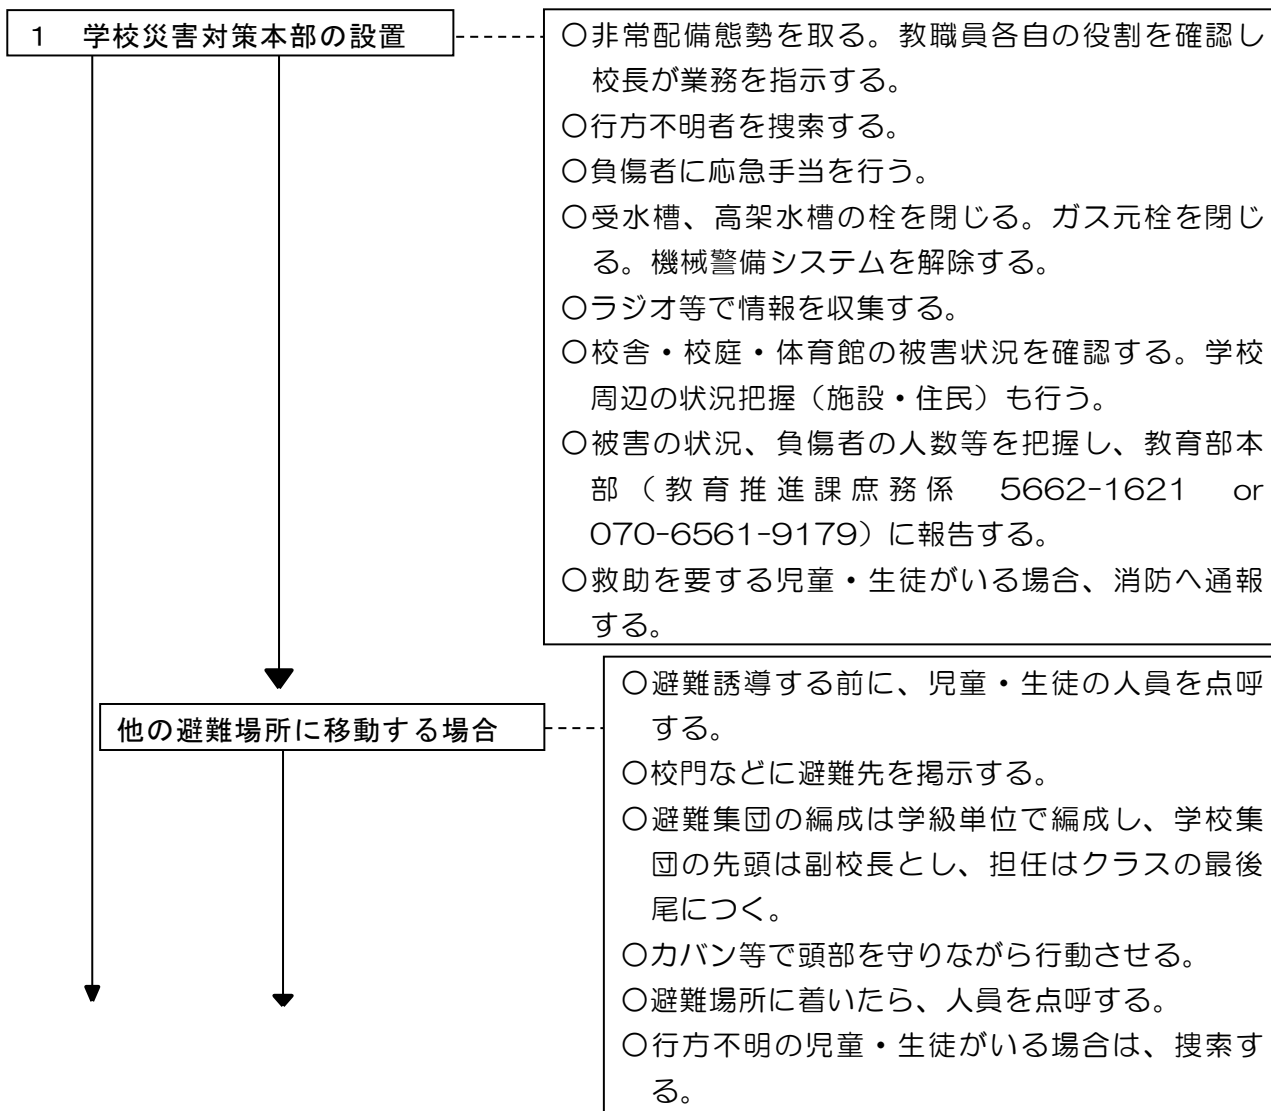 1　学校災害対策本部の設置
○非常配備態勢を取る。教職員各自の役割を確認し
校長が業務を指示する。
○行方不明者を捜索する。
○負傷者に応急手当を行う。
○受水槽、高架水槽の栓を閉じる。ガス元栓を閉じ
る。機械警備システムを解除する。
○ラジオ等で情報を収集する。
○校舎・校庭・体育館の被害状況を確認する。学校
周辺の状況把握（施設・住民）も行う。
○被害の状況、負傷者の人数等を把握し、教育部本
部（教育推進課庶務係　5662-1621　or
070-6561-9179）に報告する。
○救助を要する児童・生徒がいる場合、消防へ通報
する。
他の避難場所に移動する場合
○避難誘導する前に、児童・生徒の人員を点呼
する。
○校門などに避難先を掲示する。
○避難集団の編成は学級単位で編成し、学校集
団の先頭は副校長とし、担任はクラスの最後
尾につく。
○カバン等で頭部を守りながら行動させる。
○避難場所に着いたら、人員を点呼する。
○行方不明の児童・生徒がいる場合は、捜索す
る。